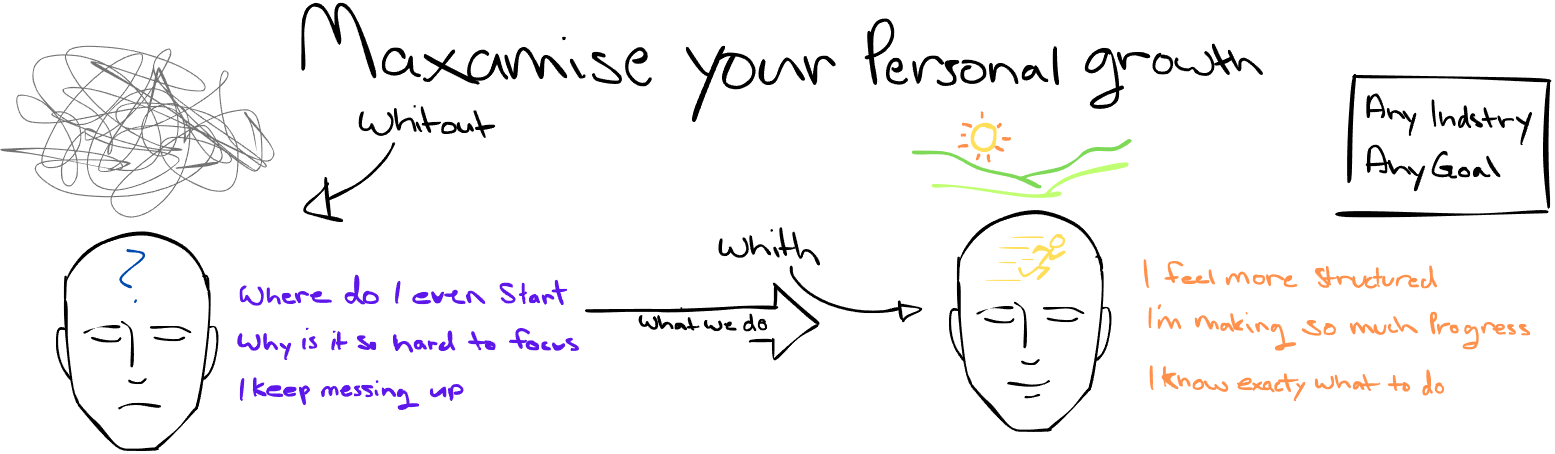 Maxamise your Personal growth
Whitout
Any Indstry
Any Goal
?
Whith
Where do I even Start
Why is it so hard to focus
I keep messing up
What we do
I feel more structured
I'm making so much Progress
I know exacty what to do